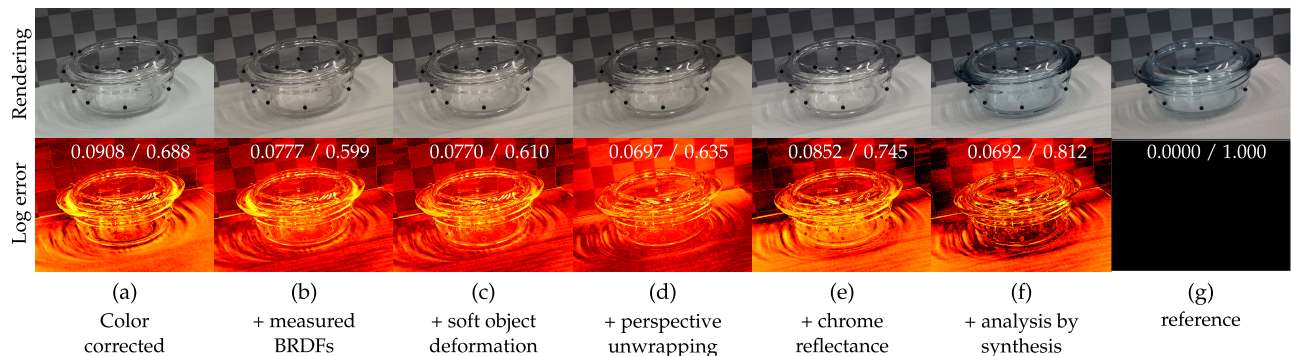 Rendering
Log error
0.0908 / 0.688
0.0777 / 0.599
0.0770 / 0.610
0.0697 / 0.635
0.0852 / 0.745
0.0692 / 0.812
0.0000 / 1.000
(a)
(b)
(c)
(d)
(e)
(f)
(g)
Color
corrected
+ measured
BRDFs
+ soft object
deformation
+ perspective
unwrapping
+ chrome
reflectance
+ analysis by
synthesis
reference